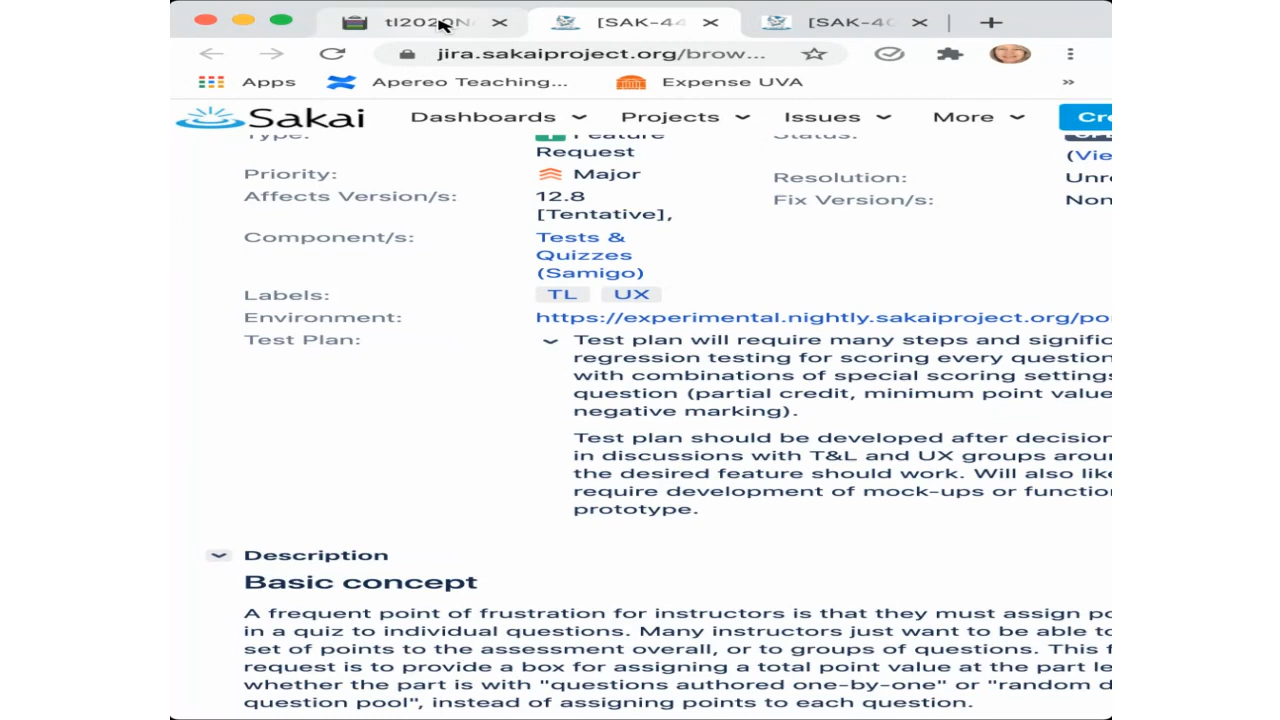 tl2020N
[SAK-44
[SAK-40
jira.sakaiproject.org/brow...
Apps
Apereo Teaching...
Expense UVA
»
Sakai
Dashboards
Projects
Issues
More
Cre
Type:
Feature
Request
Status:
(Vie
Priority:
Major
Resolution:
Unre
Affects Version/s:
12.8
[Tentative],
Fix Version/s:
Non
Component/s:
Tests &
Quizzes
(Samigo)
Labels:
TL
UX
Environment:
https://experimental.nightly.sakaiproject.org/po
Test Plan:
Test plan will require many steps and signific
regression testing for scoring every question
with combinations of special scoring settings
question (partial credit, minimum point value
negative marking).
Test plan should be developed after decision
in discussions with T&L and UX groups arou
the desired feature should work. Will also like
require development of mock-ups or function
prototype.
Description
Basic concept
A frequent point of frustration for instructors is that they must assign po
in a quiz to individual questions. Many instructors just want to be able to
set of points to the assessment overall, or to groups of questions. This f
request is to provide a box for assigning a total point value at the part le
whether the part is with "questions authored one-by-one" or "random d
question pool", instead of assigning points to each question.